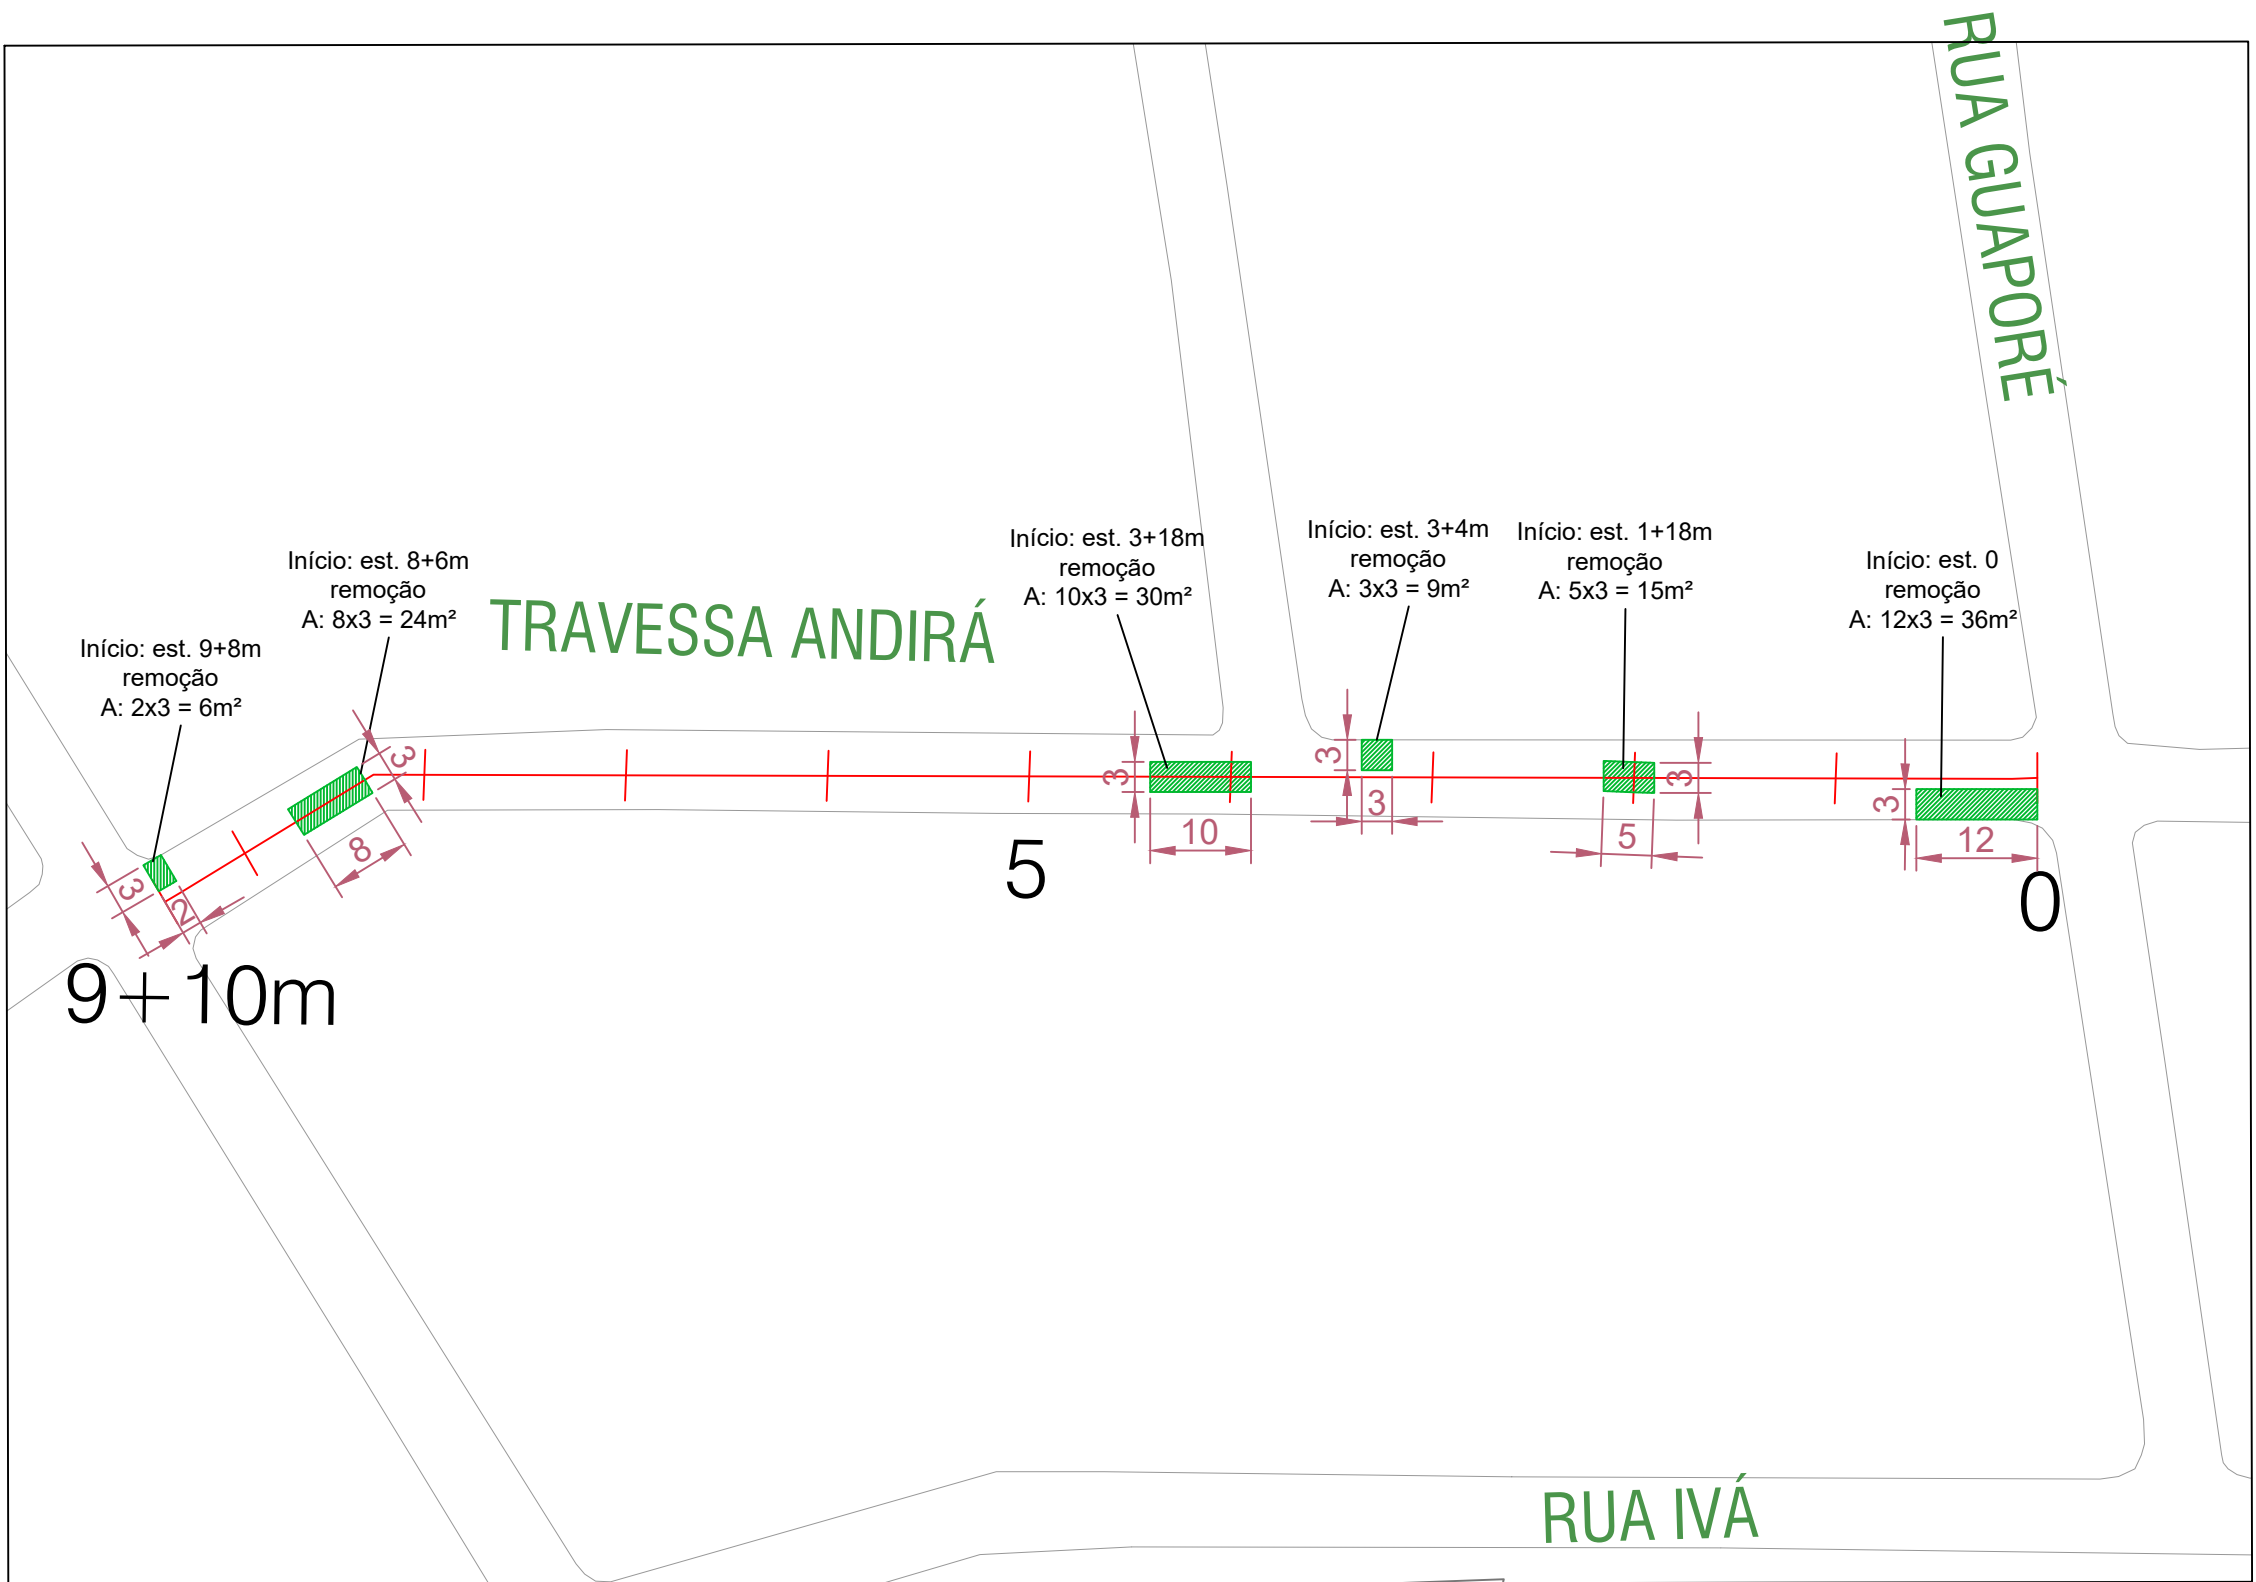 RUA GUAPORÉ
Início: est. 9+8m
remoção
A: 2x3 = 6m²
Início: est. 8+6m
remoção
A: 8x3 = 24m²
TRAVESSA ANDIRÁ
Início: est. 3+18m
remoção
A: 10x3 = 30m²
Início: est. 3+4m
remoção
A: 3x3 = 9m²
Início: est. 1+18m
remoção
A: 5x3 = 15m²
Início: est. 0
remoção
A: 12x3 = 36m²
3
2
3
8
3
10
3
3
3
5
3
12
9+10m
5
0
RUA IVÁ